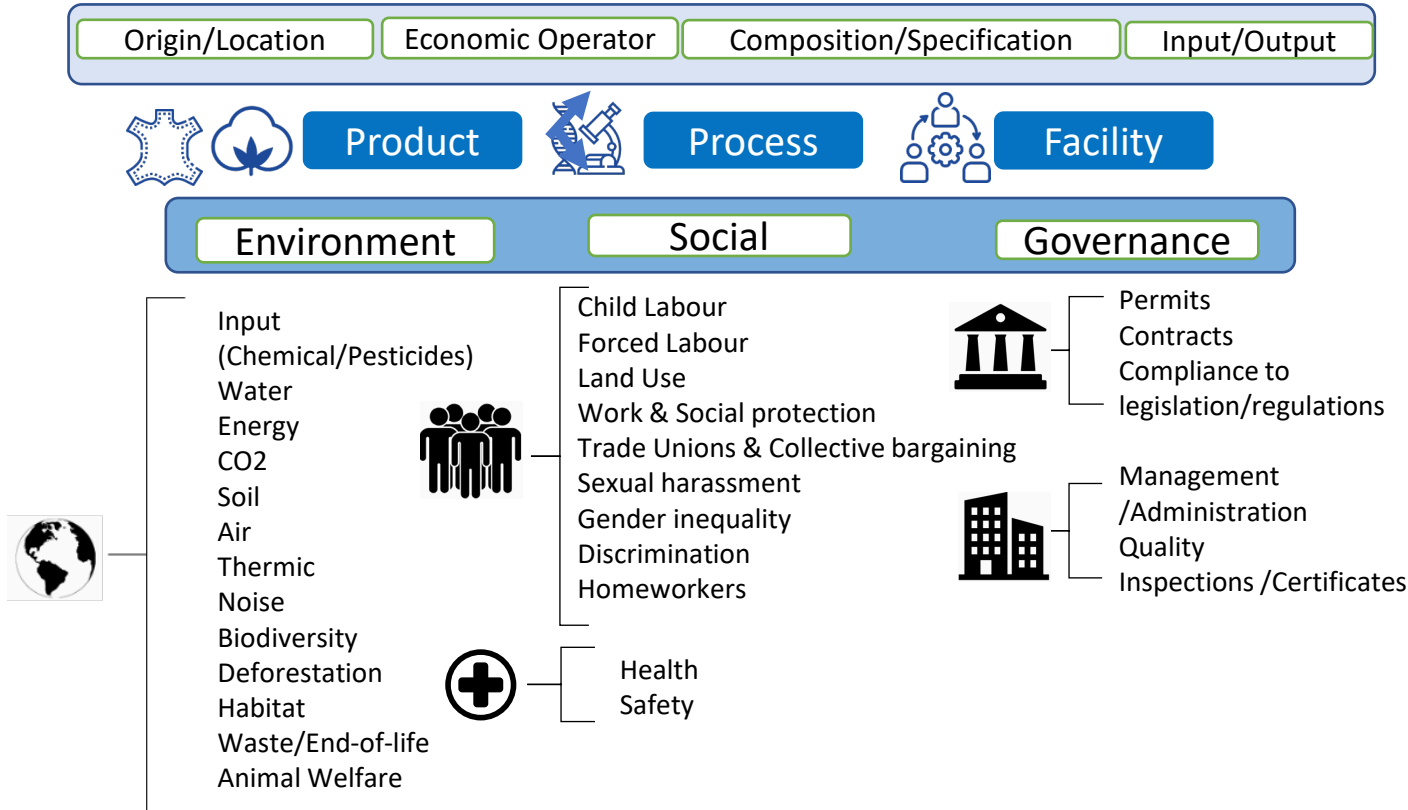 Origin/Location
Economic Operator
Composition/Specification
Input/Output
Product
Process
Facility
Environment
Social
Governance
Input
(Chemical/Pesticides)
Water
Energy
CO2
Soil
Air
Thermic
Noise
Biodiversity
Deforestation
Habitat
Waste/End-of-life
Animal Welfare
Child Labour
Forced Labour
Land Use
Work & Social protection
Trade Unions & Collective bargaining
Sexual harassment
Gender inequality
Discrimination
Homeworkers
Health
Safety
Permits
Contracts
Compliance to
legislation/regulations
Management
/Administration
Quality
Inspections /Certificates